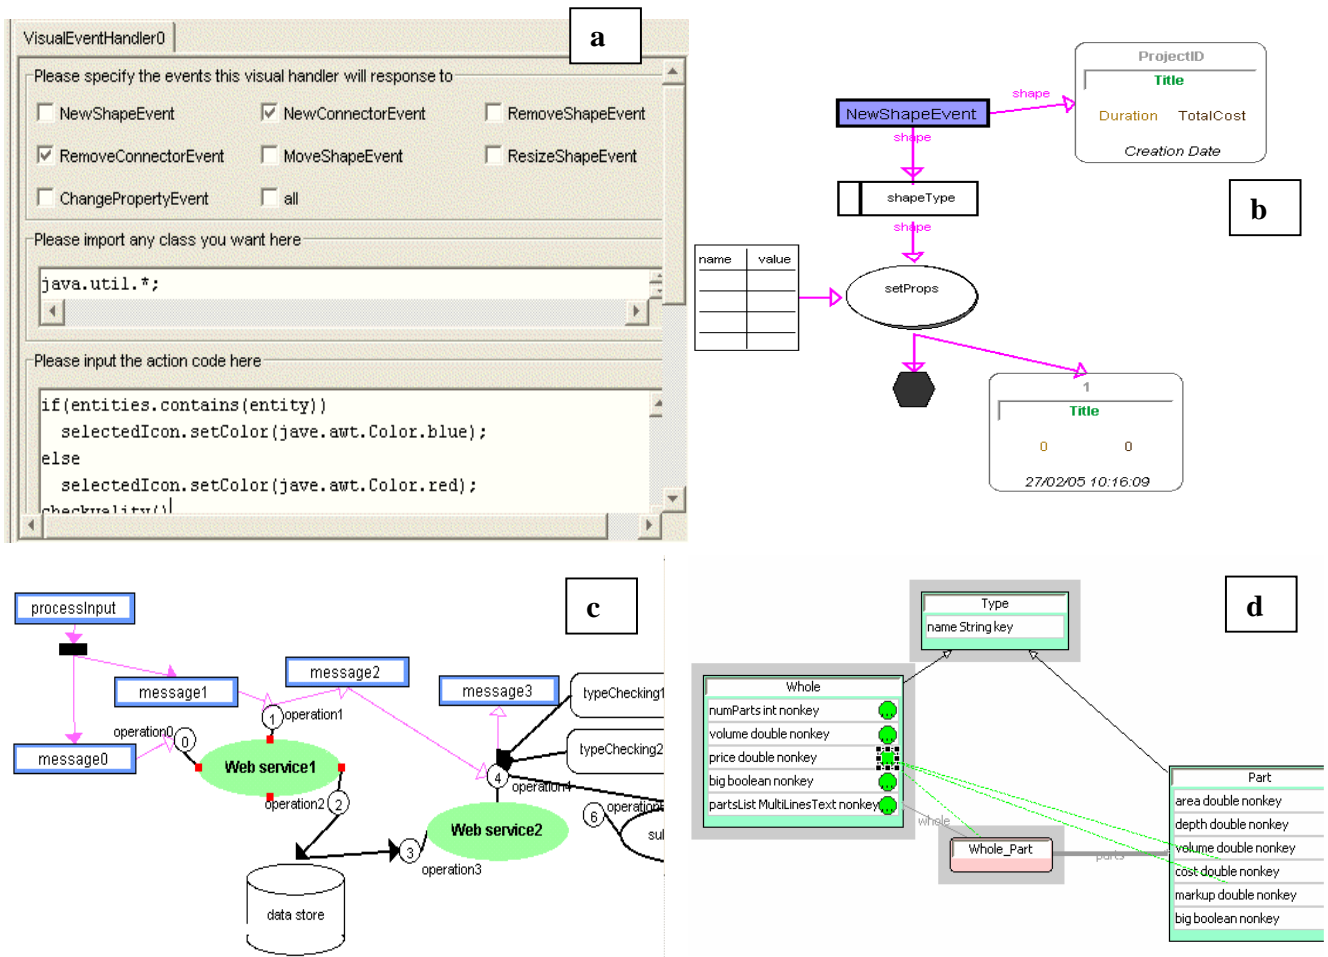 VisualEventHandler0
a
Please specify the events this visual handler will response to
NewShapeEvent
NewConnectorEvent
RemoveShapeEvent
RemoveConnectorEvent
MoveShapeEvent
ResizeShapeEvent
ChangePropertyEvent
all
Please import any class you want here
java.util.*;
Please input the action code here
if(entities.contains(entity))
selectedIcon.setColor(jave.awt.Color.blue);
else
selectedIcon.setColor(jave.awt.Color.red);
ProjectID
Title
Duration TotalCost
Creation Date
shape
NewShapeEvent
shape
shapeType
b
shape
name value
setProps
1
Title
0 0
27/02/05 10:16:09
c
processInput
message1
message2
message3
typeChecking1
typeChecking2
operation1
operation0
0
1
message0
Web service1
4
operation2
2
6
Web service2
3
operation3
data store
d
Type
name String key
Whole
numParts int nonkey
volume double nonkey
price double nonkey
big boolean nonkey
partsList MultiLinesText nonkey
whole
Whole_Part
parts
Part
area double nonkey
depth double nonkey
volume double nonkey
cost double nonkey
markup double nonkey
big boolean nonkey